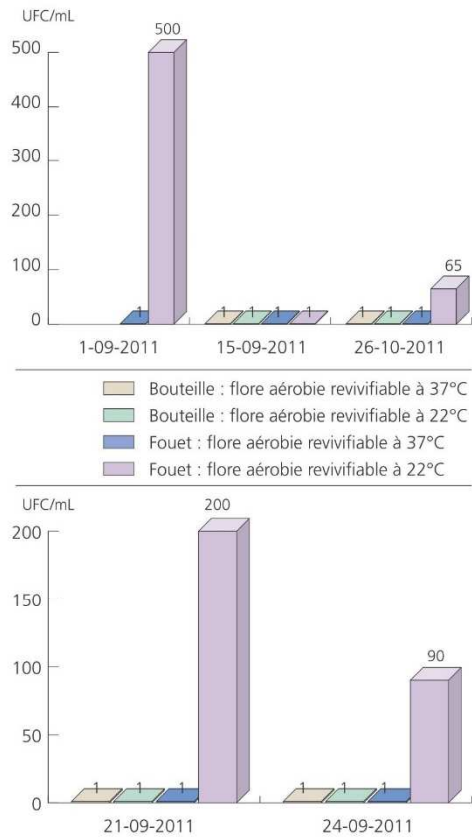 UFC/mL
500
500
400
300
200
100
0
65
1
1 1 1 1
1 1 1
1-09-2011 15-09-2011 26-10-2011
Bouteille : flore aérobie revivifiable à 37°C
Bouteille : flore aérobie revivifiable à 22°C
Fouet : flore aérobie revivifiable à 37°C
Fouet : flore aérobie revivifiable à 22°C
UFC/mL
200
200
150
100
90
50
0
1 1 1
1 1 1
21-09-2011 24-09-2011